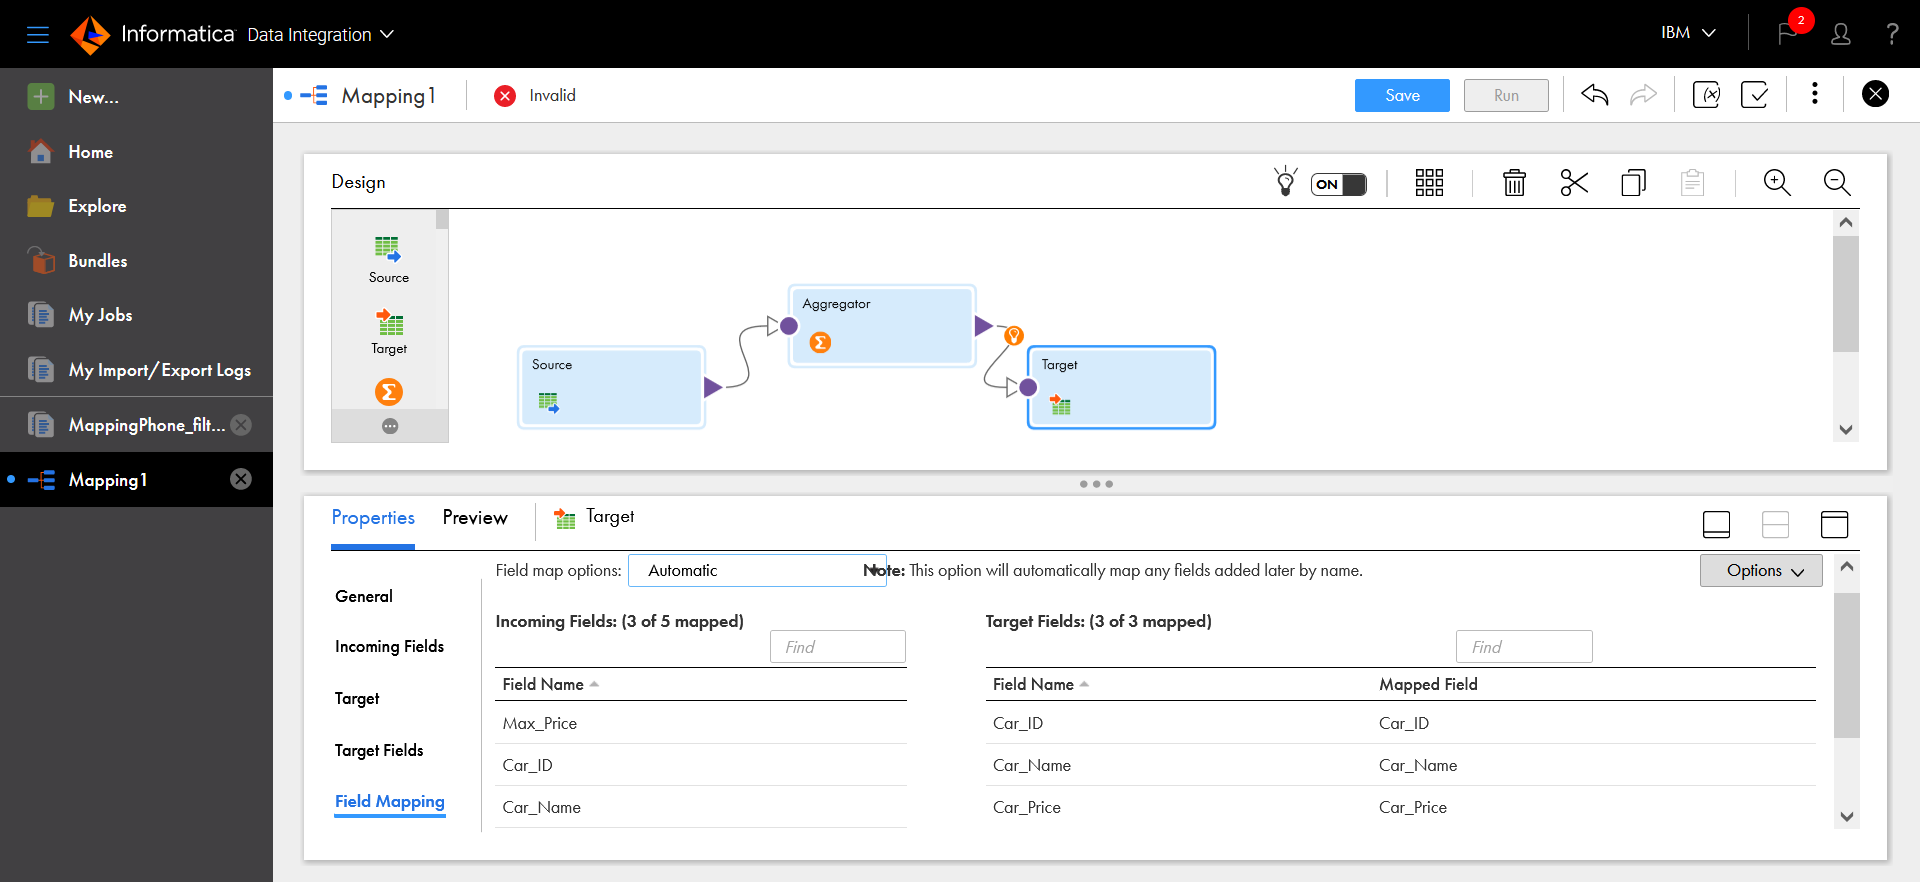 Informatica Data Integration
IBM
2
?
New...
Home
Explore
Bundles
My Jobs
My Import/Export Logs
MappingPhone_filt...
Mapping1
Mapping1
Invalid
Save
Run
(x)
Design
ON
Source
Target
Σ
Source
Aggregator
Σ
Target
Properties
Preview
Target
General
Incoming Fields
Target
Target Fields
Field Mapping
Field map options: Automatic Note: This option will automatically map any fields added later by name.
Options
Incoming Fields: (3 of 5 mapped)
Find
Field Name
Max_Price
Car_ID
Car_Name
Target Fields: (3 of 3 mapped)
Find
Field Name Mapped Field
Car_ID Car_ID
Car_Name Car_Name
Car_Price Car_Price